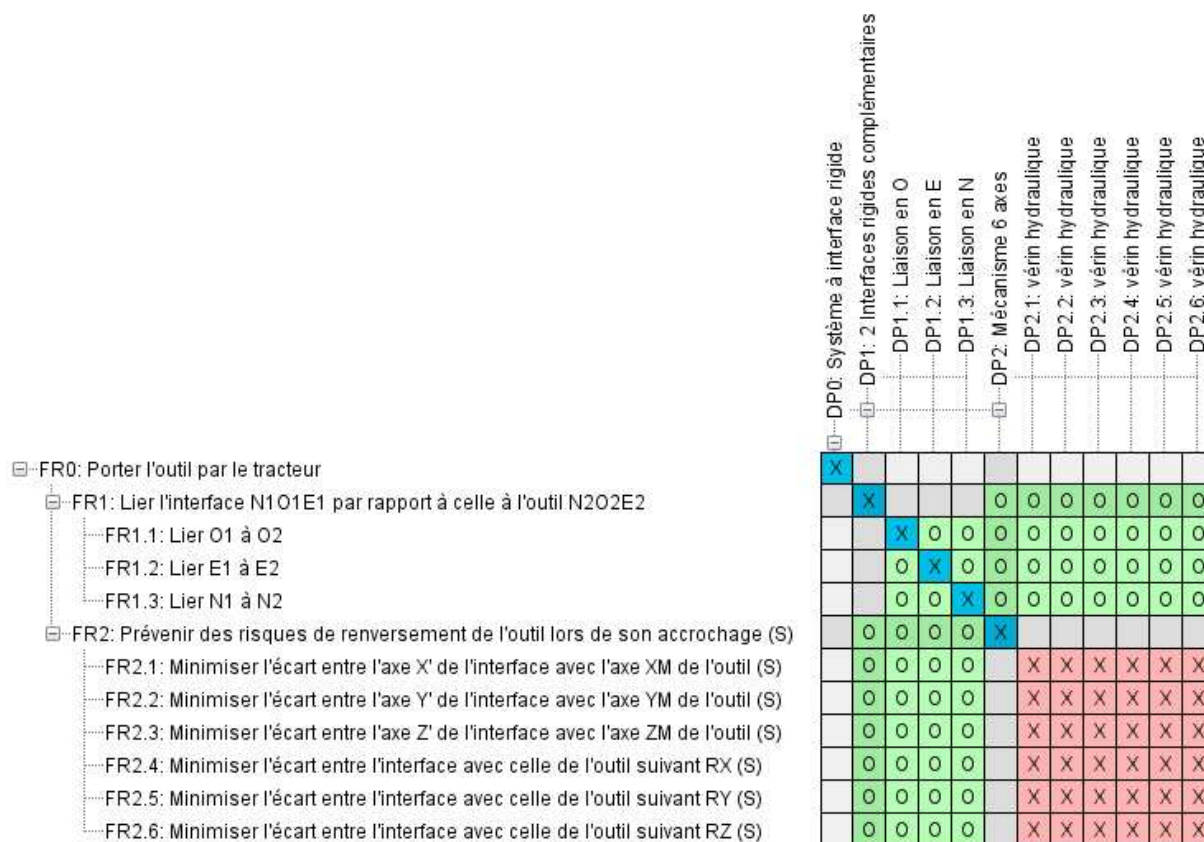 DP0: Système à interface rigide
DP1: 2 Interfaces rigides complémentaires
DP1.1: Liaison en O
DP1.2: Liaison en E
DP1.3: Liaison en N
DP2: Mécanisme 6 axes
DP2.1: vérin hydraulique
DP2.2: vérin hydraulique
DP2.3: vérin hydraulique
DP2.4: vérin hydraulique
DP2.5: vérin hydraulique
DP2.6: vérin hydraulique
FR0: Porter l'outil par le tracteur X
FR1: Lier l'interface N1O1E1 par rapport à celle à l'outil N2O2E2 X O O O O O O O
FR1.1: Lier O1 à O2 X O O O O O O O O O
FR1.2: Lier E1 à E2 O X O O O O O O O O
FR1.3: Lier N1 à N2 O O X O O O O O O O
FR2: Prévenir des risques de renversement de l'outil lors de son accrochage (S) O O O O X
FR2.1: Minimiser l'écart entre l'axe X' de l'interface avec l'axe XM de l'outil (S) O O O O X X X X X X
FR2.2: Minimiser l'écart entre l'axe Y' de l'interface avec l'axe YM de l'outil (S) O O O O X X X X X X
FR2.3: Minimiser l'écart entre l'axe Z' de l'interface avec l'axe ZM de l'outil (S) O O O O X X X X X X
FR2.4: Minimiser l'écart entre l'interface avec celle de l'outil suivant RX (S) O O O O X X X X X X
FR2.5: Minimiser l'écart entre l'interface avec celle de l'outil suivant RY (S) O O O O X X X X X X
FR2.6: Minimiser l'écart entre l'interface avec celle de l'outil suivant RZ (S) O O O O X X X X X X